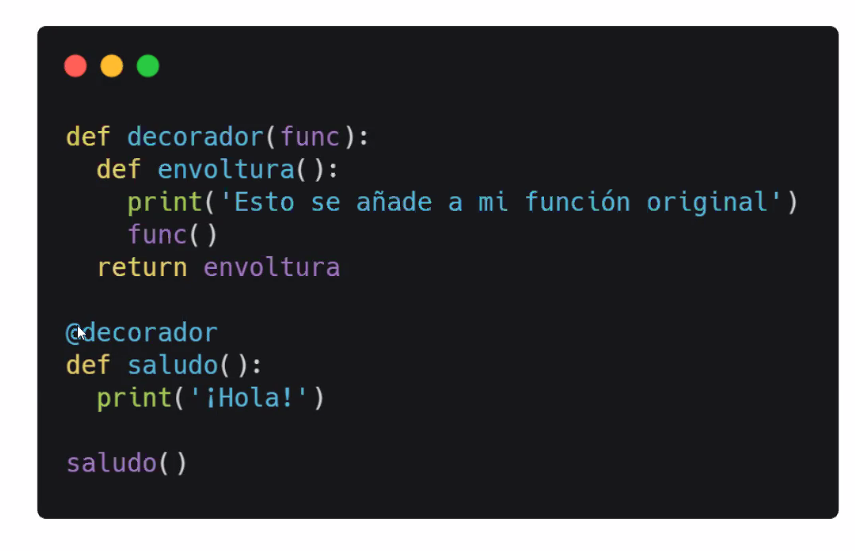 def decorador(func):
  def envoltura():
    print('Esto se añade a mi función original')
    func()
  return envoltura

@decorador
def saludo():
  print('¡Hola!')

saludo()